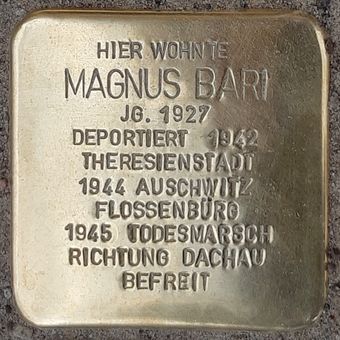 HIER WOHNTE
MAGNUS BARI
JG. 1927
DEPORTIERT 1942
THERESIENSTADT
1944 AUSCHWITZ
FLOSSENBÜRG
1945 TODESMARSCH
RICHTUNG DACHAU
BEFREIT